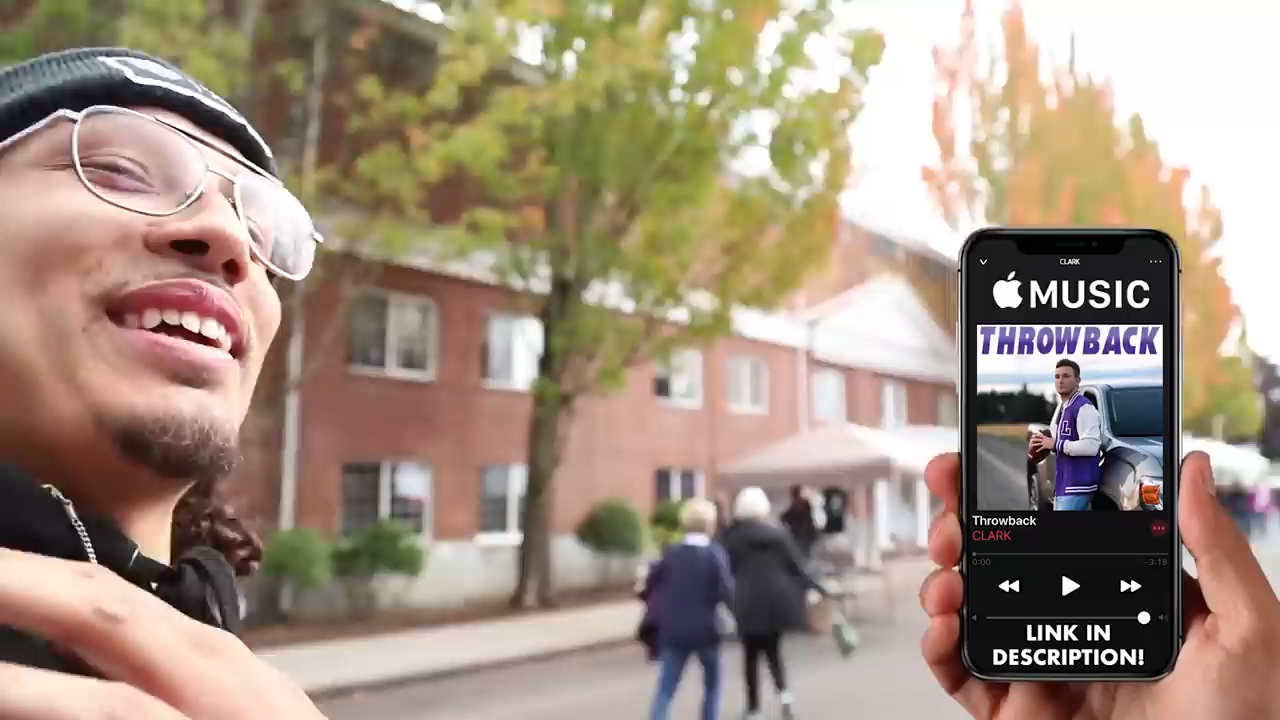 CLARK
MUSIC
THROWBACK
L
Throwback
CLARK
0:00
-3:18
LINK IN
DESCRIPTION!